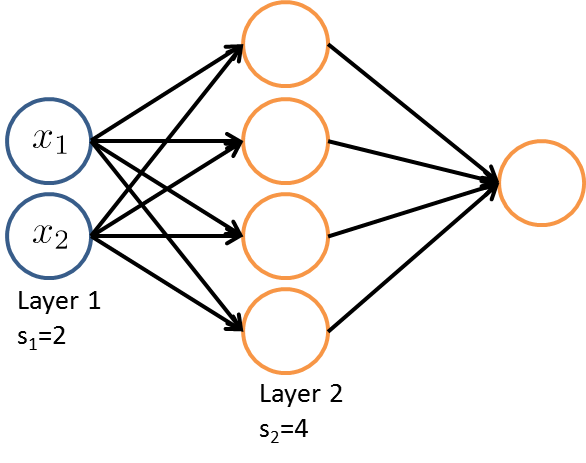 x₁
x₂
Layer 1
s₁=2
Layer 2
s₂=4